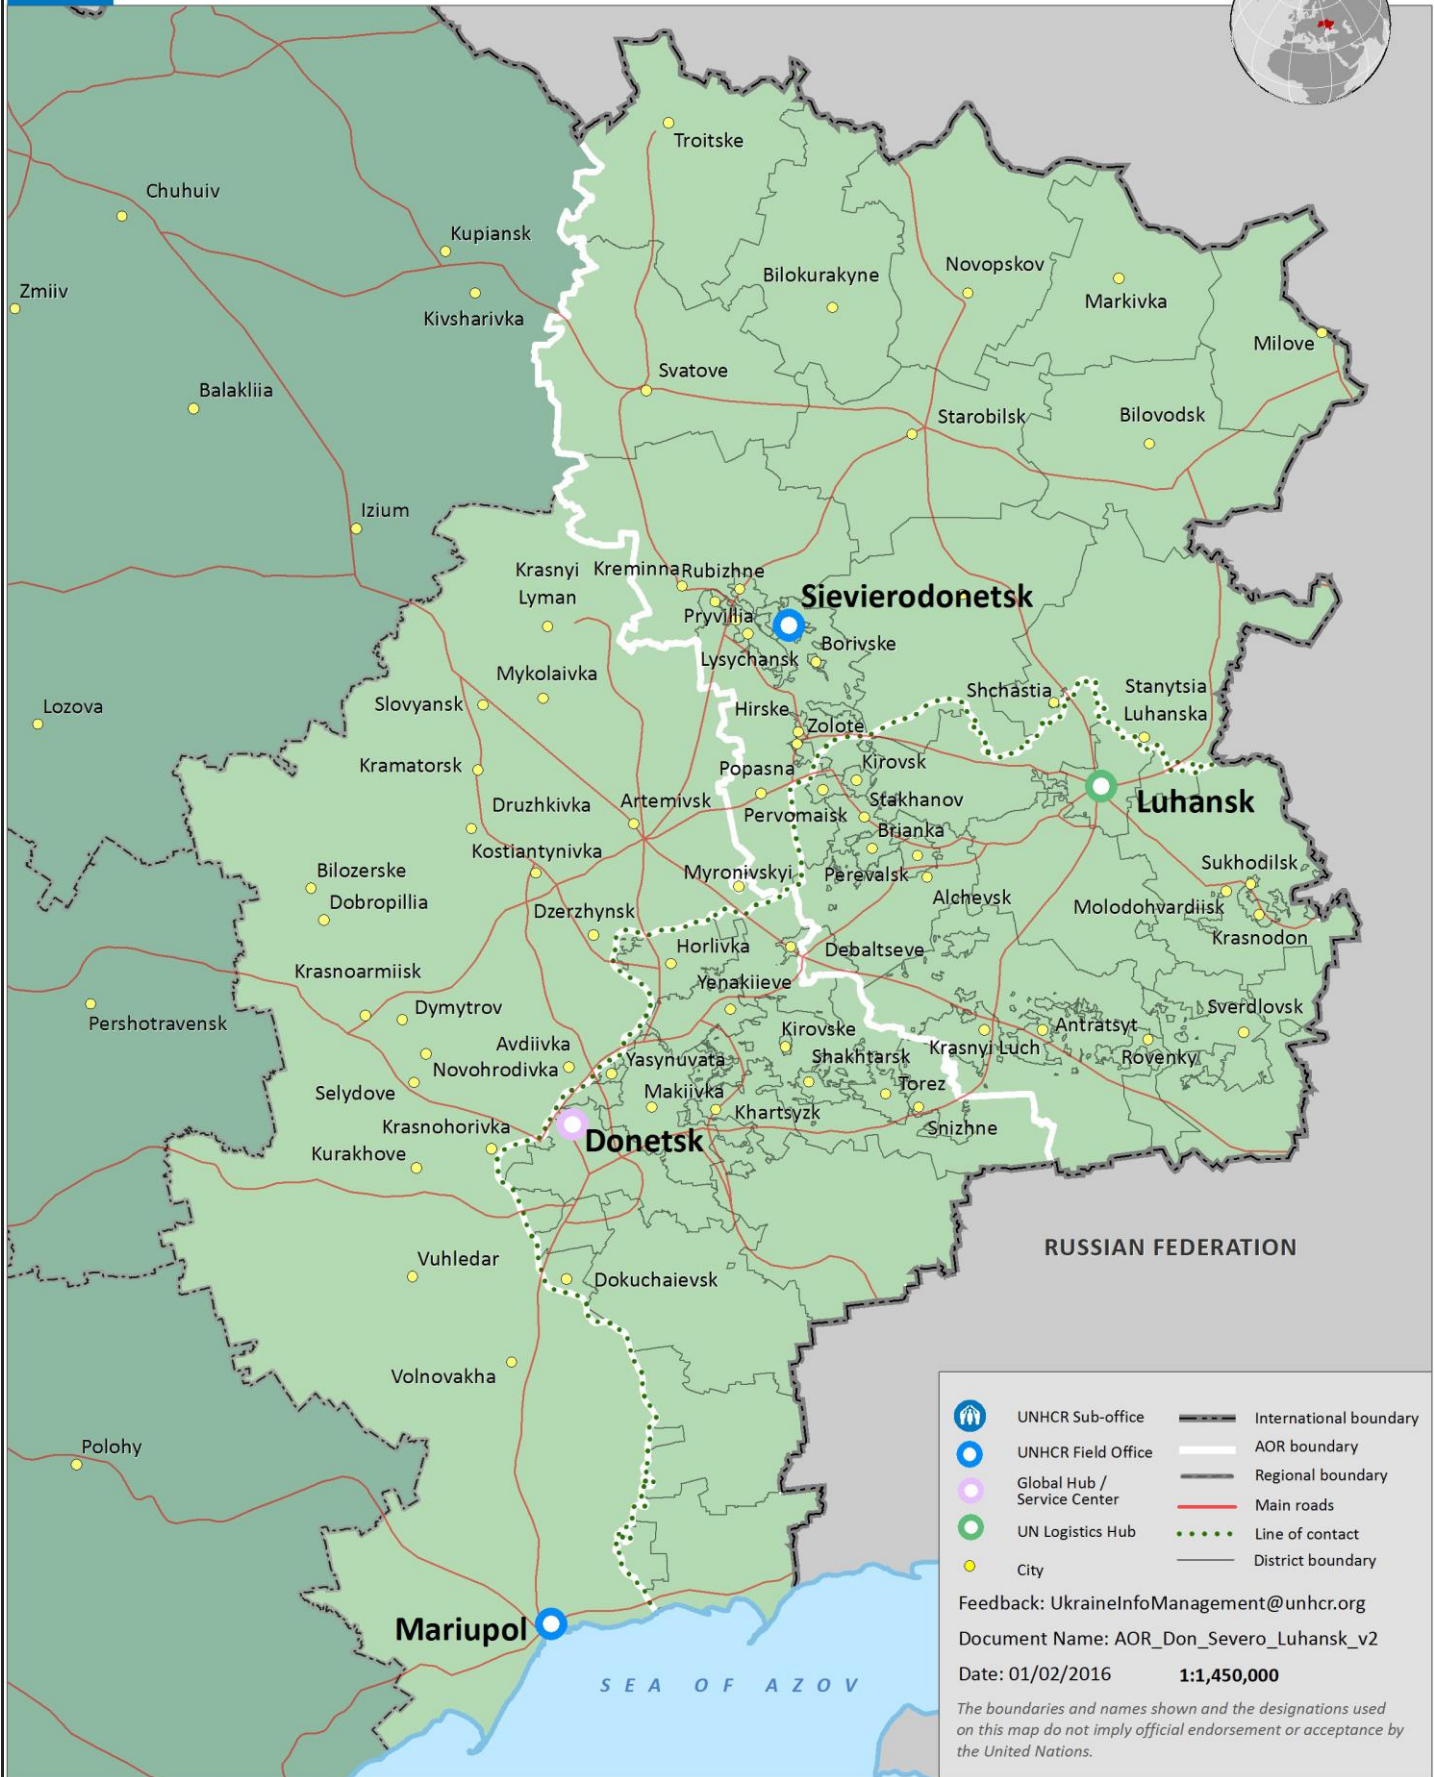 Troitske
Chuhuiv
Kupiansk
Zmiiv
Kivsharivka
Bilokurakyne
Novopskov
Markivka
Milove
Balakliia
Svatove
Starobilsk
Bilovodsk
Izium
Krasnyi
Lyman
Kreminna
Rubizhne
Sievierodonetsk
Pryvillia
Borivske
Lysychansk
Mykolaivka
Slovyansk
Shchastia
Stanytsia
Luhanska
Lozova
Hirske
Zolote
Kramatorsk
Popasna
Kirovsk
Druzhkivka
Artemivsk
Stakhanov
Luhansk
Pervomaisk
Brianka
Kostiantynivka
Bilozerske
Myronivskyi
Perevalsk
Sukhodilsk
Dobropillia
Dzerzhynsk
Alchevsk
Molodohvardiisk
Krasnodon
Horlivka
Debaltseve
Krasnoarmiisk
Yenakiieve
Dymytrov
Sverdlovsk
Pershotravensk
Kirovske
Antratsyt
Avdiivka
Krasnyi Luch
Rovenky
Novohrodivka
Yasynuvata
Shakhtarsk
Selydove
Makiivka
Torez
Khartsyzk
Krasnohorivka
Donetsk
Snizhne
Kurakhove
RUSSIAN FEDERATION
Vuhledar
Dokuchaievsk
Volnovakha
Polohy
Mariupol
SEA OF AZOV
UNHCR Sub-office
UNHCR Field Office
Global Hub /
Service Center
UN Logistics Hub
City
International boundary
AOR boundary
Regional boundary
Main roads
Line of contact
District boundary
Feedback: UkraineInfoManagement@unhcr.org
Document Name: AOR_Don_Severo_Luhansk_v2
Date: 01/02/2016 1:1,450,000
The boundaries and names shown and the designations used
on this map do not imply official endorsement or acceptance by
the United Nations.